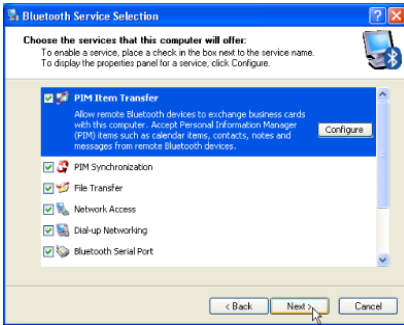 Bluetooth Service Selection
Choose the services that this computer will offer:
To enable a service, place a check in the box next to the service name.
To display the properties panel for a service, click Configure.
PIM Item Transfer
Allow remote Bluetooth devices to exchange business cards
with this computer. Accept Personal Information Manager
(PIM) items such as calendar items, contacts, notes and
messages from remote Bluetooth devices.
Configure
PIM Synchronization
File Transfer
Network Access
Dial-up Networking
Bluetooth Serial Port
< Back
Next >
Cancel